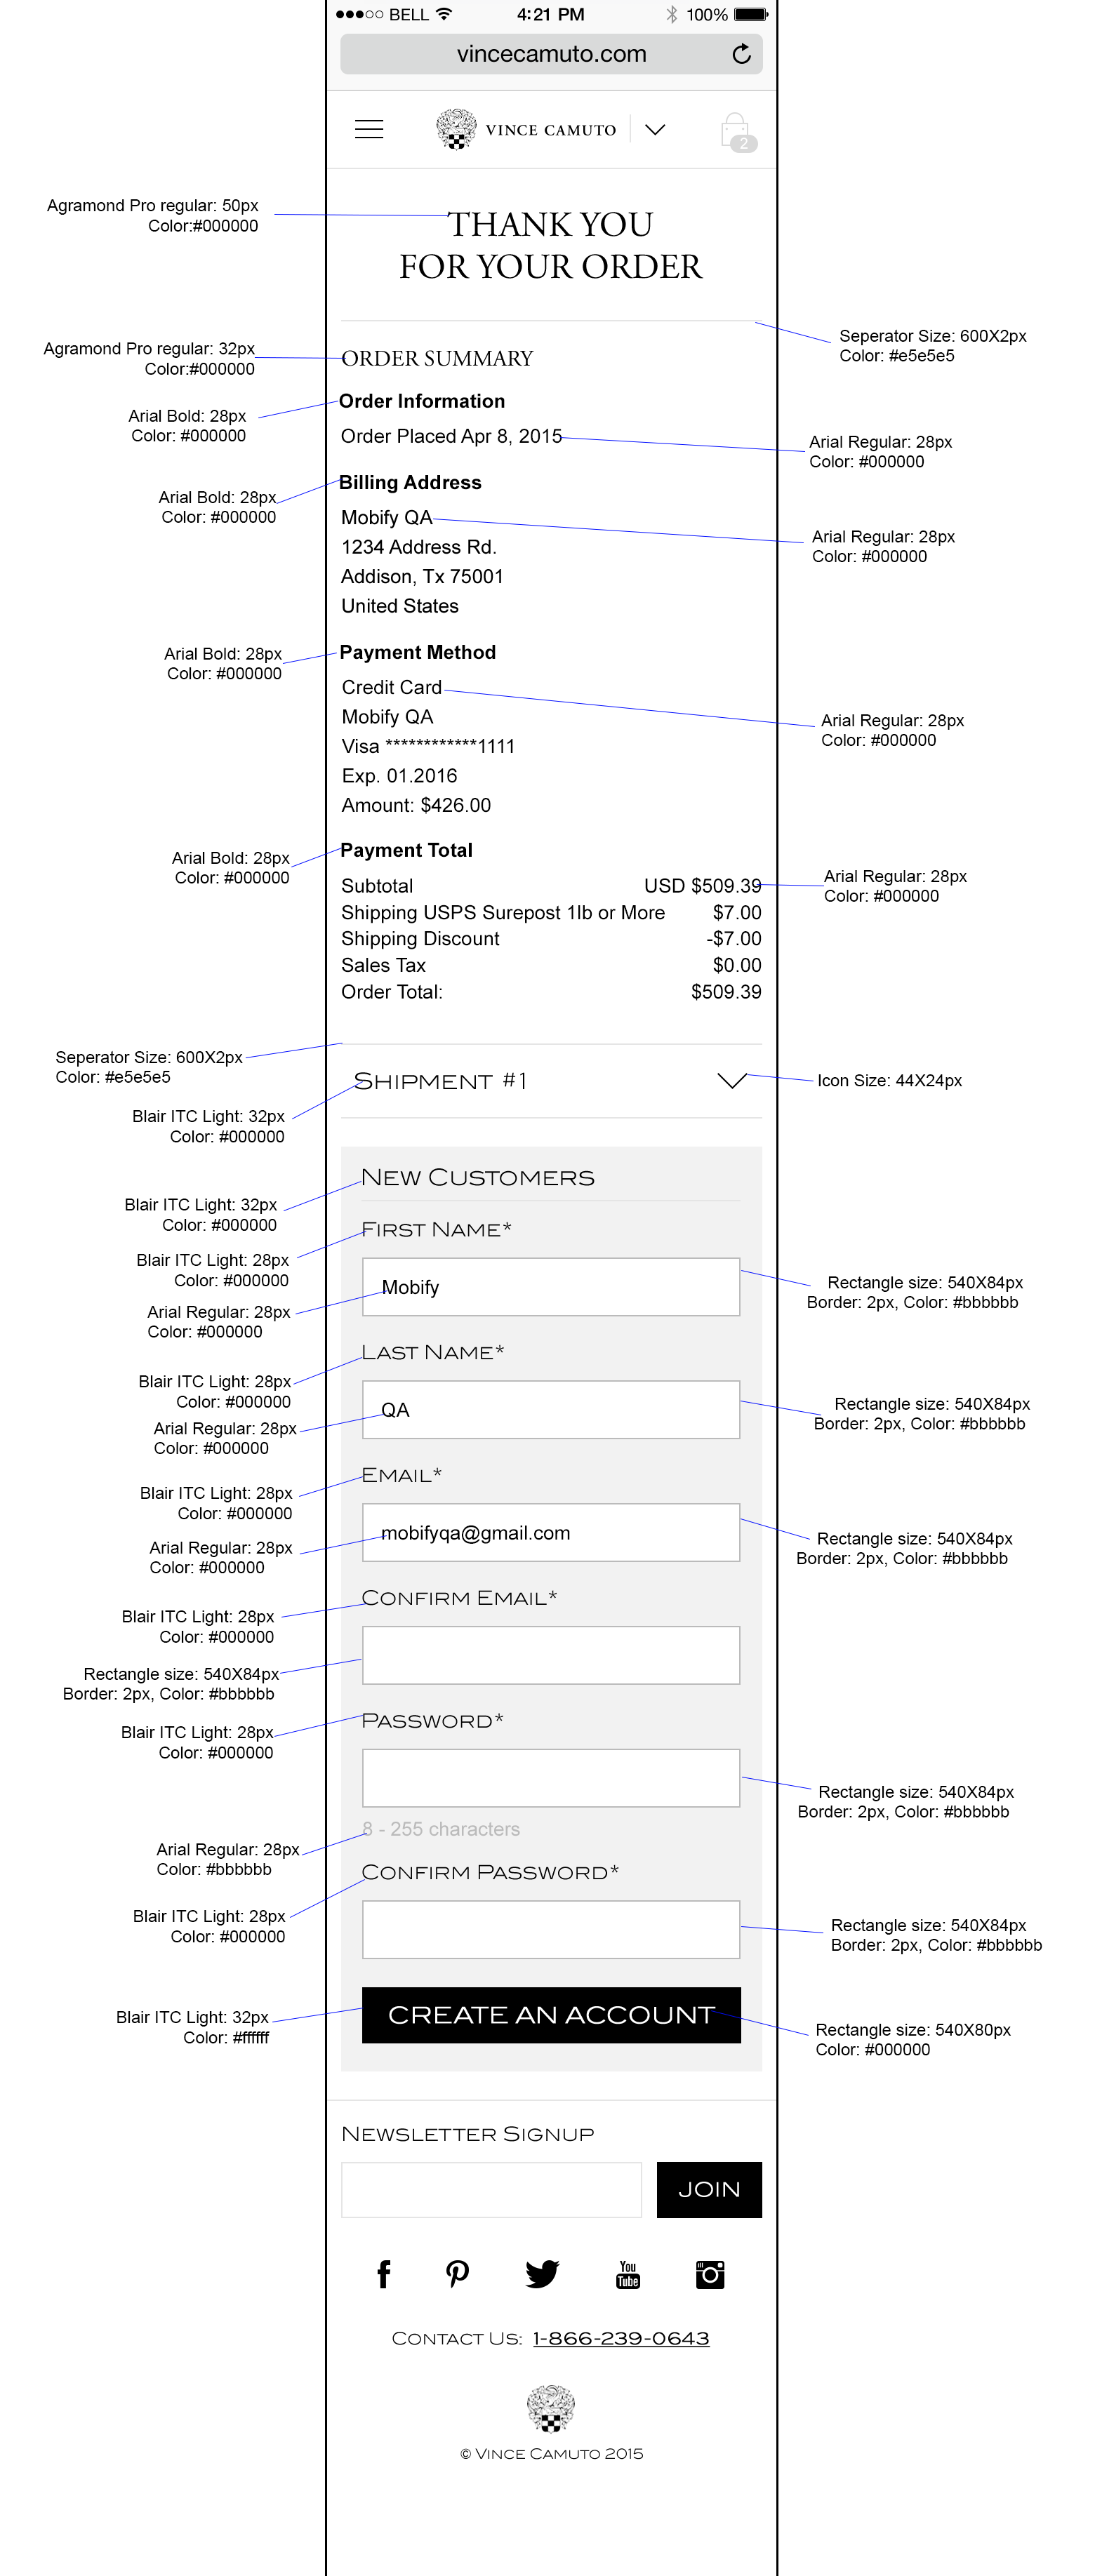 BELL 4:21 PM 100%
vincecamuto.com
VINCE CAMUTO
2
Agramond Pro regular: 50px
Color:#000000
THANK YOU
FOR YOUR ORDER
Seperator Size: 600X2px
Color: #e5e5e5
Agramond Pro regular: 32px
Color:#000000
ORDER SUMMARY
Arial Bold: 28px
Color: #000000
Order Information
Order Placed Apr 8, 2015
Arial Regular: 28px
Color: #000000
Arial Bold: 28px
Color: #000000
Billing Address
Mobify QA
1234 Address Rd.
Addison, Tx 75001
United States
Arial Regular: 28px
Color: #000000
Arial Bold: 28px
Color: #000000
Payment Method
Credit Card
Mobify QA
Visa ************1111
Exp. 01.2016
Amount: $426.00
Arial Regular: 28px
Color: #000000
Arial Bold: 28px
Color: #000000
Payment Total
Subtotal USD $509.39
Shipping USPS Surepost 1lb or More $7.00
Shipping Discount -$7.00
Sales Tax $0.00
Order Total: $509.39
Arial Regular: 28px
Color: #000000
Seperator Size: 600X2px
Color: #e5e5e5
SHIPMENT #1
Icon Size: 44X24px
Blair ITC Light: 32px
Color: #000000
NEW CUSTOMERS
Blair ITC Light: 32px
Color: #000000
FIRST NAME*
Blair ITC Light: 28px
Color: #000000
Mobify
Rectangle size: 540X84px
Border: 2px, Color: #bbbbbb
Arial Regular: 28px
Color: #000000
LAST NAME*
Blair ITC Light: 28px
Color: #000000
QA
Rectangle size: 540X84px
Border: 2px, Color: #bbbbbb
Arial Regular: 28px
Color: #000000
EMAIL*
Blair ITC Light: 28px
Color: #000000
mobifyqa@gmail.com
Rectangle size: 540X84px
Border: 2px, Color: #bbbbbb
Arial Regular: 28px
Color: #000000
CONFIRM EMAIL*
Blair ITC Light: 28px
Color: #000000
Rectangle size: 540X84px
Border: 2px, Color: #bbbbbb
PASSWORD*
Blair ITC Light: 28px
Color: #000000
Rectangle size: 540X84px
Border: 2px, Color: #bbbbbb
8 - 255 characters
Arial Regular: 28px
Color: #bbbbbb
CONFIRM PASSWORD*
Blair ITC Light: 28px
Color: #000000
Rectangle size: 540X84px
Border: 2px, Color: #bbbbbb
CREATE AN ACCOUNT
Blair ITC Light: 32px
Color: #ffffff
Rectangle size: 540X80px
Color: #000000
NEWSLETTER SIGNUP
JOIN
You
Tube
CONTACT US: 1-866-239-0643
© VINCE CAMUTO 2015